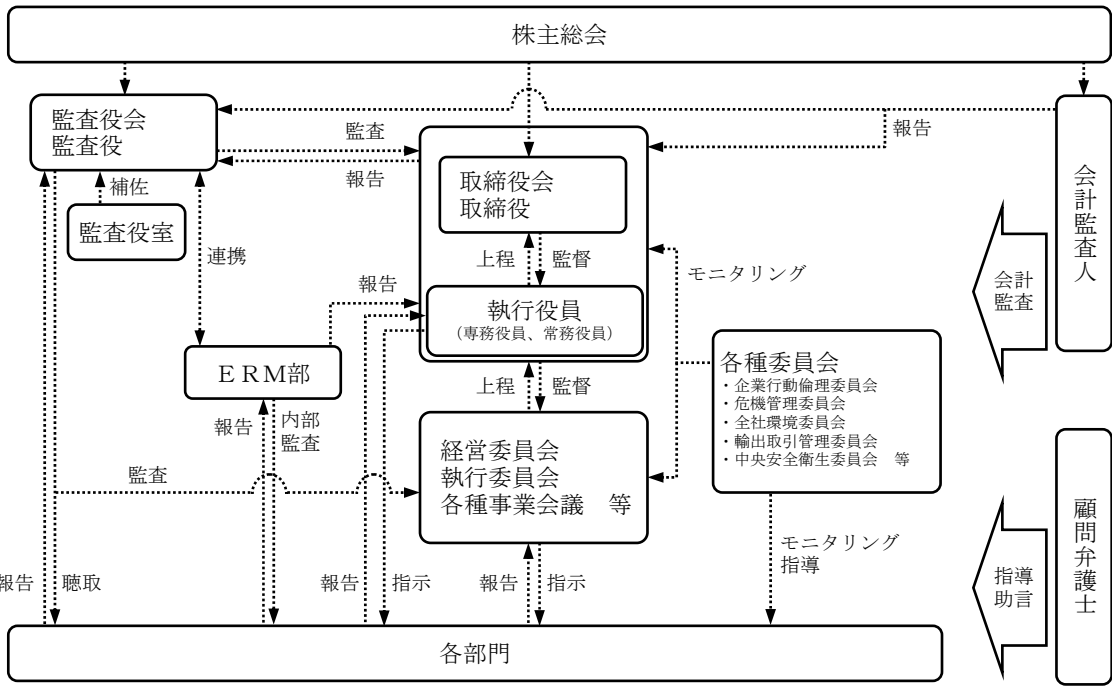 株主総会
監査役会
監査役
監査
報告
報告
補佐
監査役室
連携
取締役会
取締役
上程
監督
モニタリング
会計監査人
会計
監査
報告
執行役員
(専務役員、常務役員)
ERM部
上程
監督
各種委員会
・企業行動倫理委員会
・危機管理委員会
・全社環境委員会
・輸出取引管理委員会
・中央安全衛生委員会　等
報告
内部
監査
監査
経営委員会
執行委員会
各種事業会議　等
モニタリング
指導
顧問弁護士
指導
助言
報告
聴取
報告
指示
報告
指示
各部門